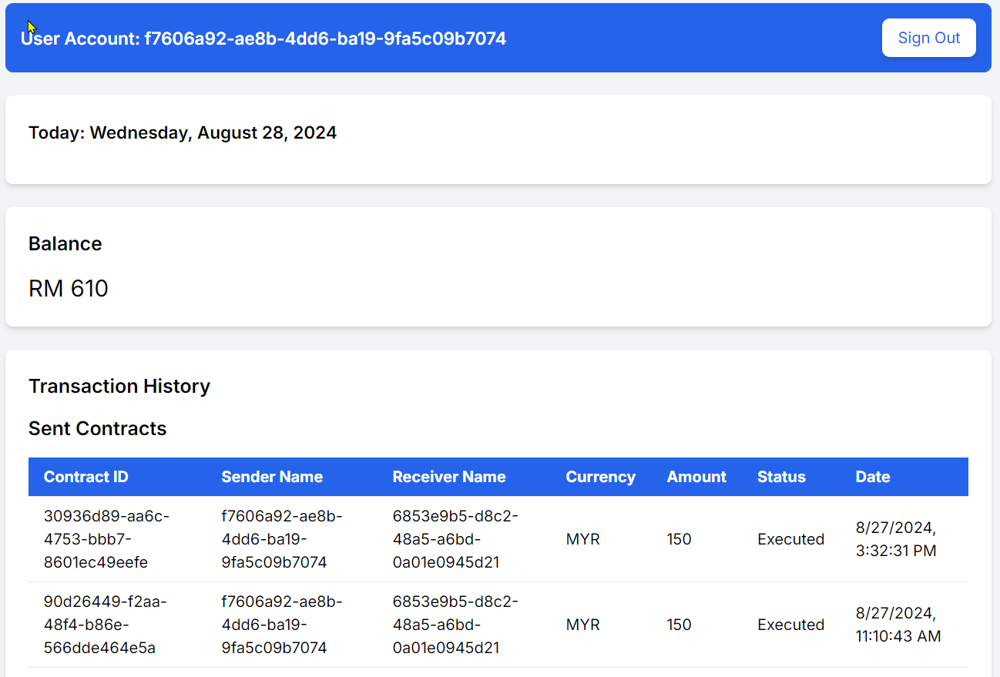 User Account: f7606a92-ae8b-4dd6-ba19-9fa5c09b7074
Sign Out
Today: Wednesday, August 28, 2024
Balance
RM 610
Transaction History
Sent Contracts
Contract ID Sender Name Receiver Name Currency Amount Status Date
30936d89-aa6c-
4753-bbb7-
8601ec49eefe
f7606a92-ae8b-
4dd6-ba19-
9fa5c09b7074
6853e9b5-d8c2-
48a5-a6bd-
0a01e0945d21
MYR
150
Executed
8/27/2024,
3:32:31 PM
90d26449-f2aa-
48f4-b86e-
566dde464e5a
f7606a92-ae8b-
4dd6-ba19-
9fa5c09b7074
6853e9b5-d8c2-
48a5-a6bd-
0a01e0945d21
MYR
150
Executed
8/27/2024,
11:10:43 AM